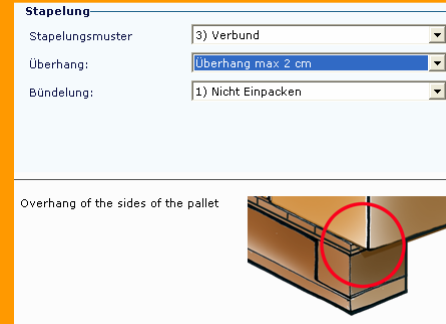 Stapelung
Stapelungsmuster 3) Verbund
Überhang: Überhang max 2 cm
Bündelung: 1) Nicht Einpacken
Overhang of the sides of the pallet